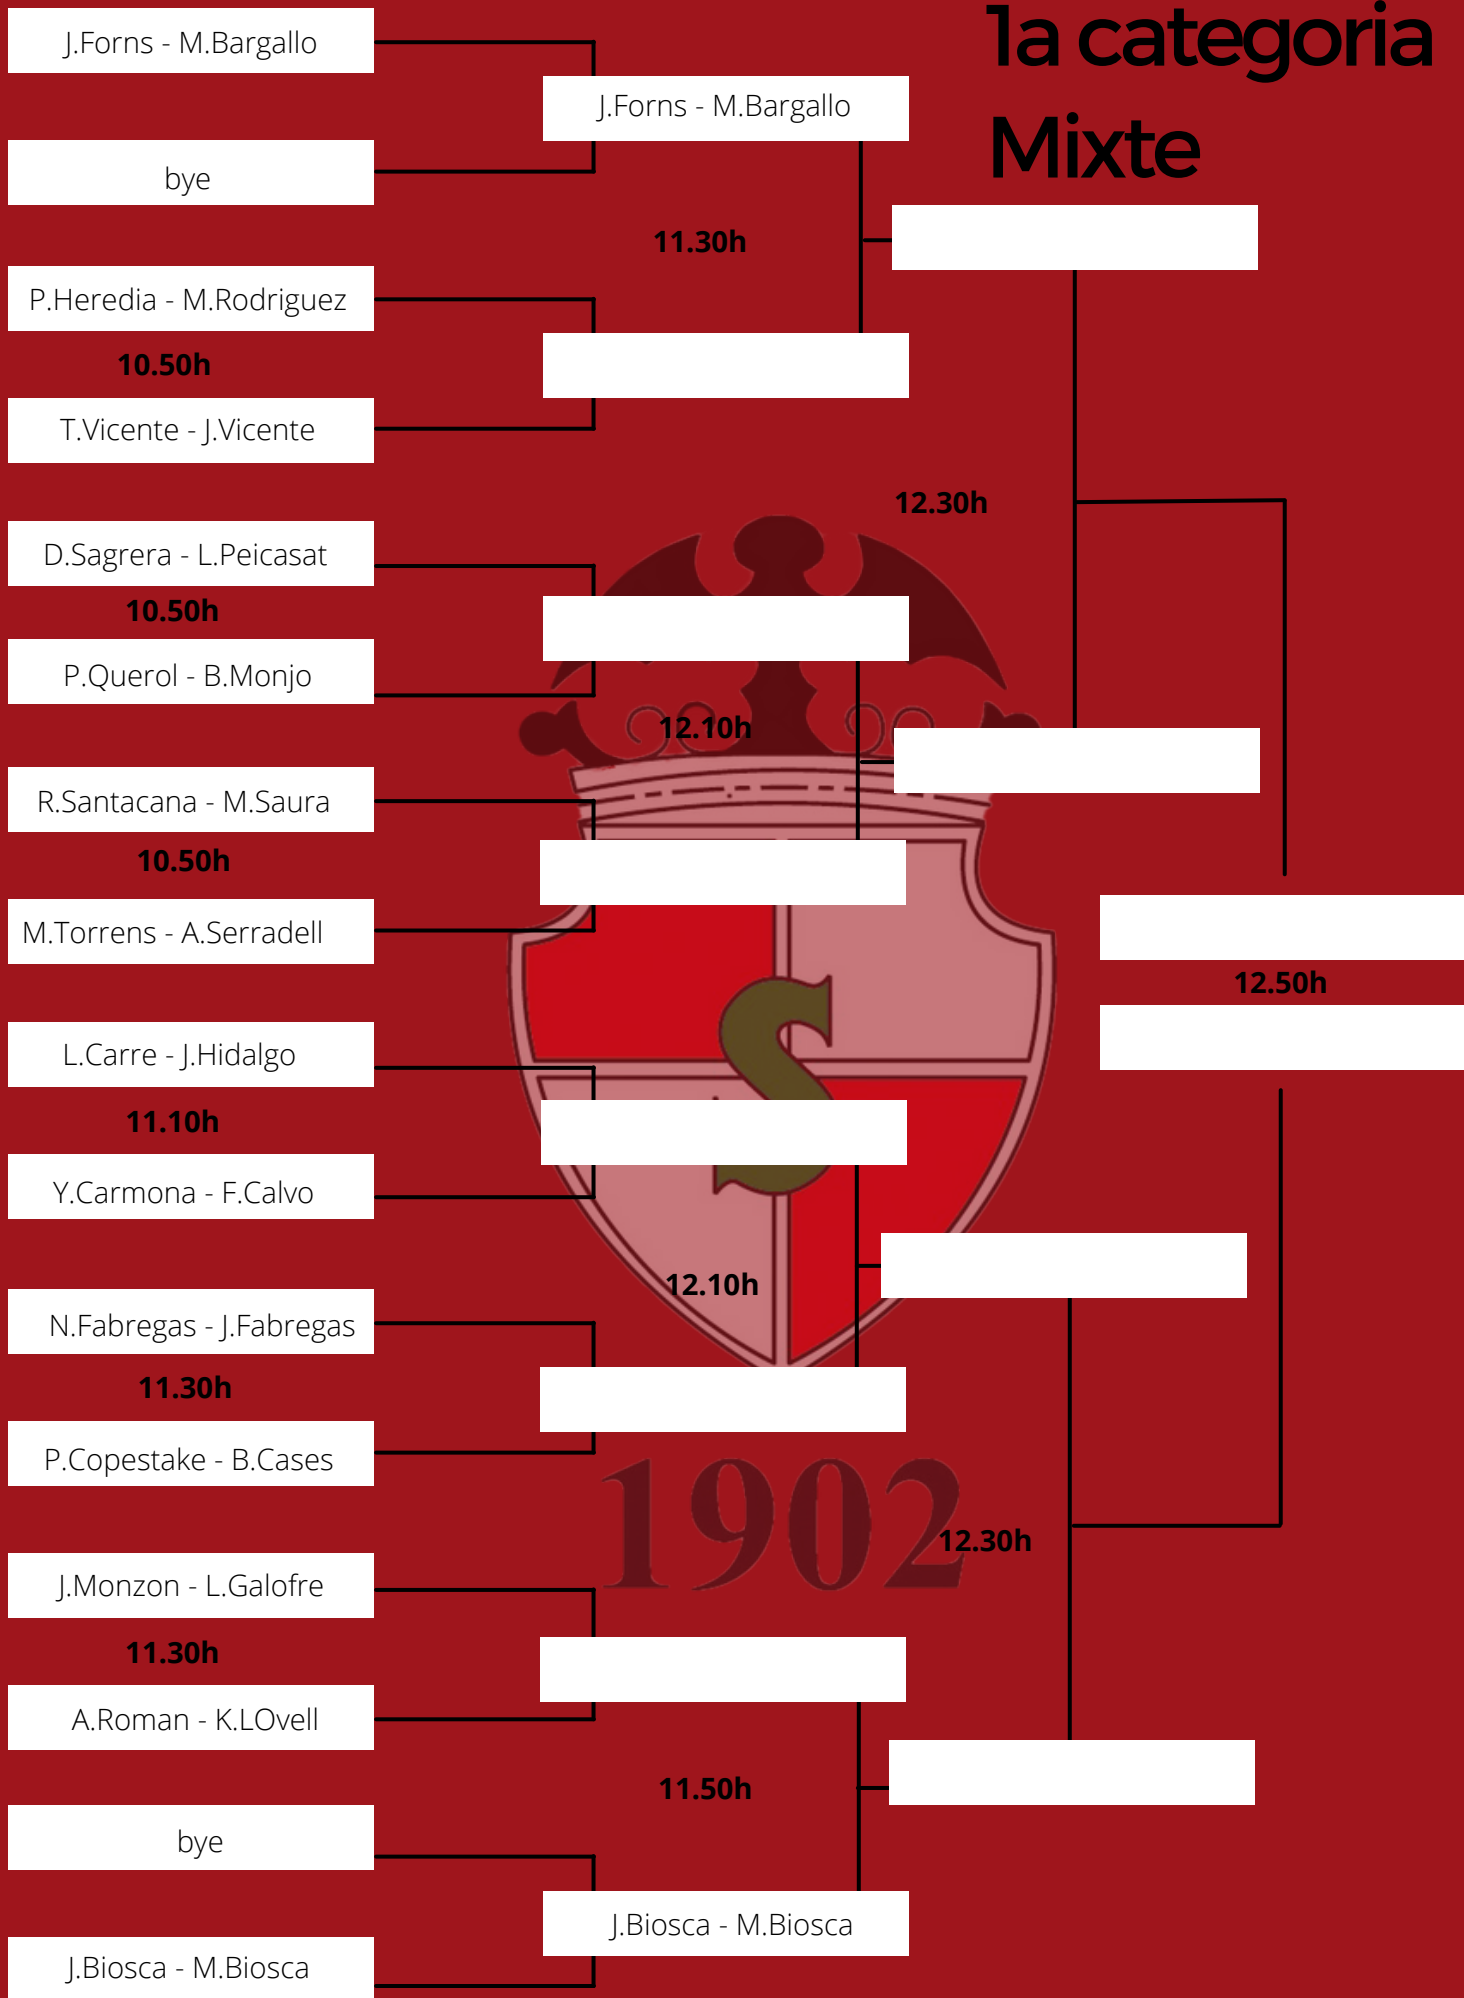 1a categoria
Mixte
J.Forns - M.Bargallo
J.Forns - M.Bargallo
bye
11.30h
P.Heredia - M.Rodriguez
10.50h
T.Vicente - J.Vicente
12.30h
D.Sagrera - L.Peicasat
10.50h
P.Querol - B.Monjo
12.10h
R.Santacana - M.Saura
10.50h
M.Torrens - A.Serradell
12.50h
S
L.Carre - J.Hidalgo
11.10h
Y.Carmona - F.Calvo
12.10h
N.Fabregas - J.Fabregas
11.30h
P.Copestake - B.Cases
1902
12.30h
J.Monzon - L.Galofre
11.30h
A.Roman - K.LOvell
11.50h
bye
J.Biosca - M.Biosca
J.Biosca - M.Biosca